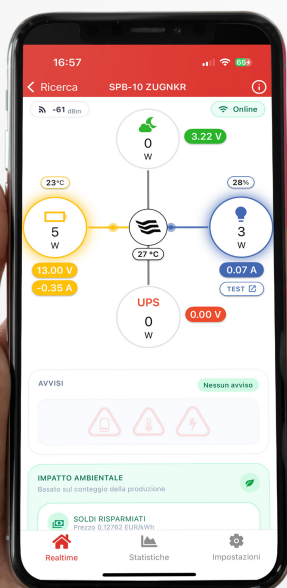 16:57
65+
Ricerca
SPB-10 ZUGNKR
-61 dBm
Online
0
W
3.22 V
23°C
28%
5
W
3
W
27 °C
13.00 V
-0.35 A
0.07 A
TEST
UPS
0
W
0.00 V
AVVISI
Nessun avviso
IMPATTO AMBIENTALE
Basato sul conteggio della produzione
SOLDI RISPARMIATI
Prezzo 0,12762 EUR/kWh
Realtime
Statistiche
Impostazioni